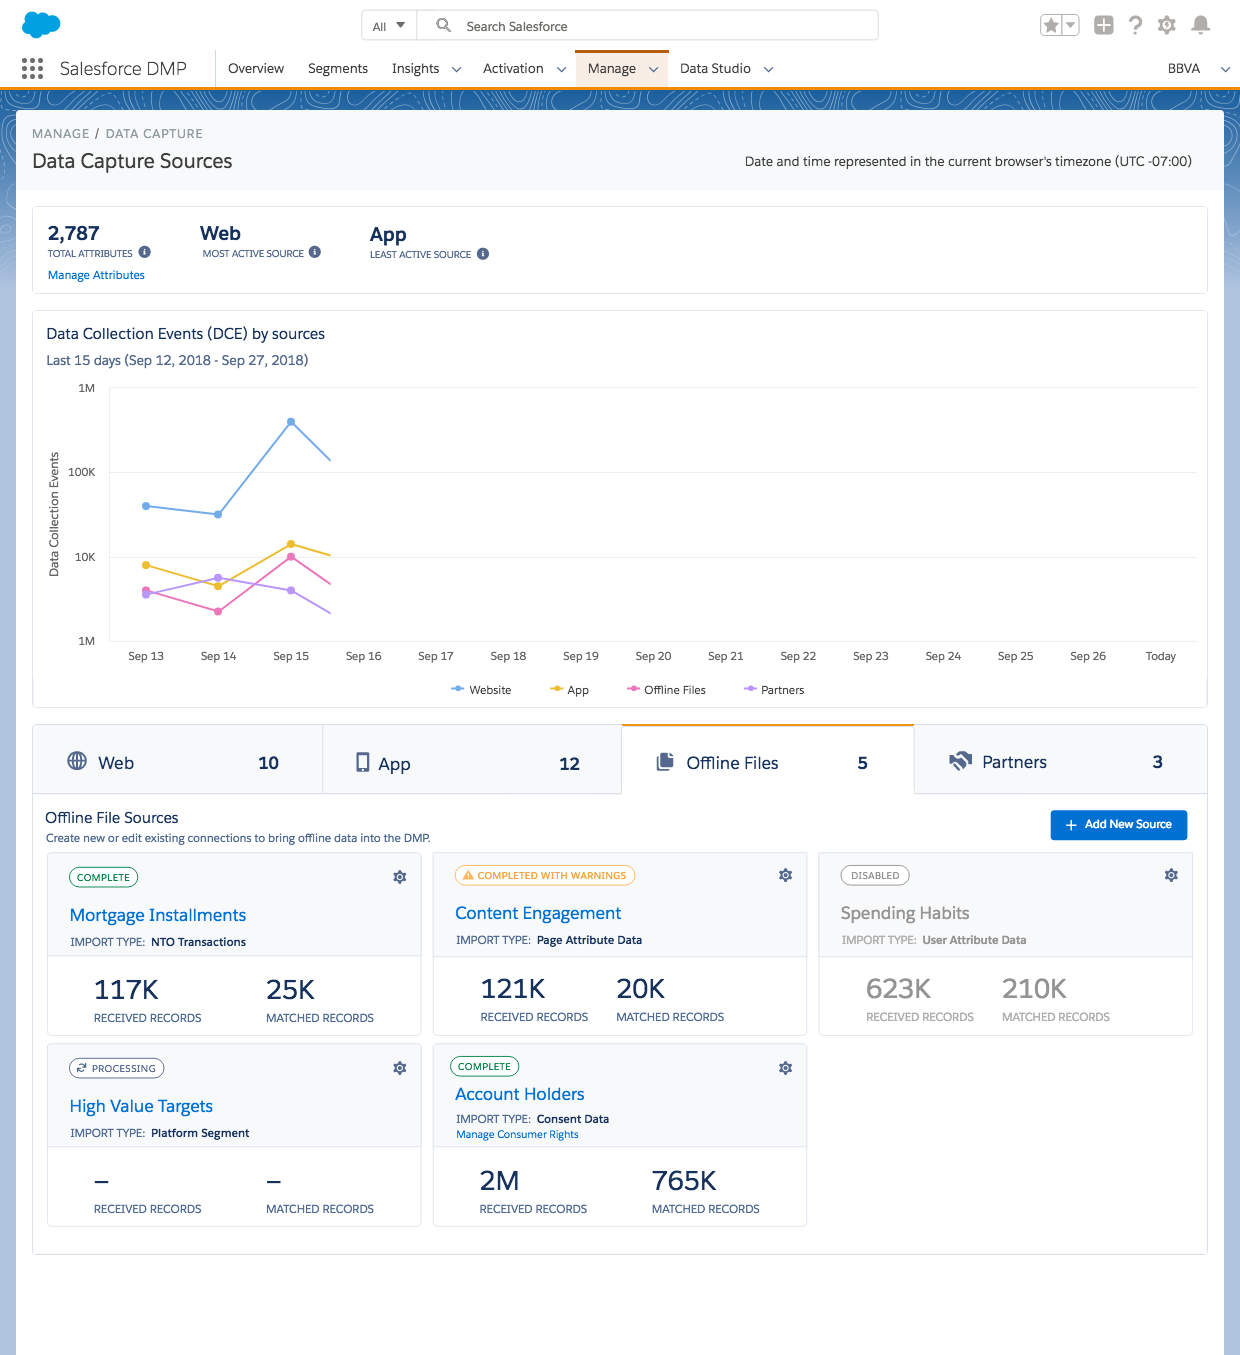 All
Search Salesforce
Salesforce DMP
Overview
Segments
Insights
Activation
Manage
Data Studio
BBVA
MANAGE / DATA CAPTURE
Data Capture Sources
Date and time represented in the current browser's timezone (UTC -07:00)
2,787
TOTAL ATTRIBUTES
Manage Attributes
Web
MOST ACTIVE SOURCE
App
LEAST ACTIVE SOURCE
Data Collection Events (DCE) by sources
Last 15 days (Sep 12, 2018 - Sep 27, 2018)
Data Collection Events
1M
100K
10K
1M
Sep 13
Sep 14
Sep 15
Sep 16
Sep 17
Sep 18
Sep 19
Sep 20
Sep 21
Sep 22
Sep 23
Sep 24
Sep 25
Sep 26
Today
Website
App
Offline Files
Partners
Web 10
App 12
Offline Files 5
Partners 3
Offline File Sources
Create new or edit existing connections to bring offline data into the DMP.
Add New Source
COMPLETE
Mortgage Installments
IMPORT TYPE: NTO Transactions
117K
RECEIVED RECORDS
25K
MATCHED RECORDS
COMPLETED WITH WARNINGS
Content Engagement
IMPORT TYPE: Page Attribute Data
121K
RECEIVED RECORDS
20K
MATCHED RECORDS
DISABLED
Spending Habits
IMPORT TYPE: User Attribute Data
623K
RECEIVED RECORDS
210K
MATCHED RECORDS
PROCESSING
High Value Targets
IMPORT TYPE: Platform Segment
–
RECEIVED RECORDS
–
MATCHED RECORDS
COMPLETE
Account Holders
IMPORT TYPE: Consent Data
Manage Consumer Rights
2M
RECEIVED RECORDS
765K
MATCHED RECORDS